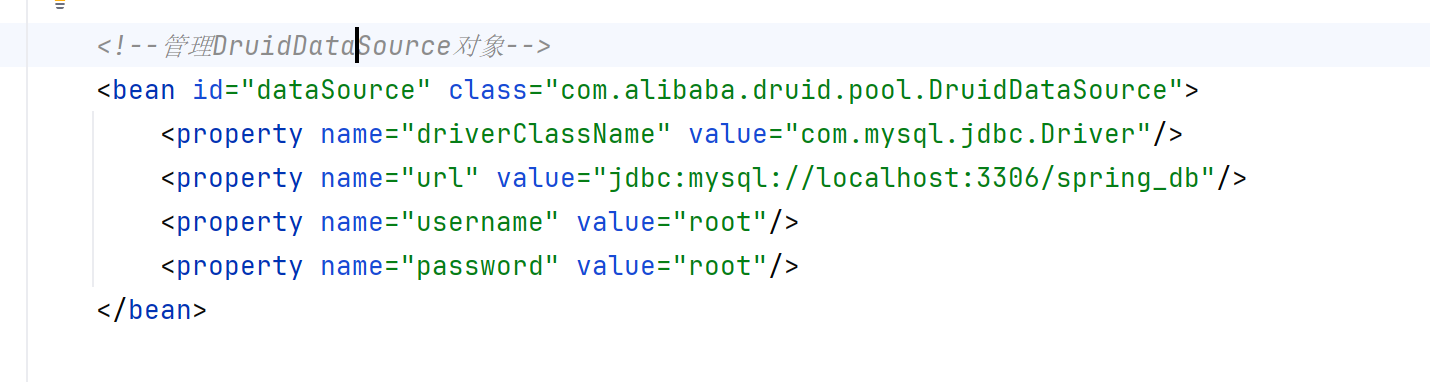 <!--管理DruidDataSource对象-->
<bean id="dataSource" class="com.alibaba.druid.pool.DruidDataSource">
    <property name="driverClassName" value="com.mysql.jdbc.Driver"/>
    <property name="url" value="jdbc:mysql://localhost:3306/spring_db"/>
    <property name="username" value="root"/>
    <property name="password" value="root"/>
</bean>